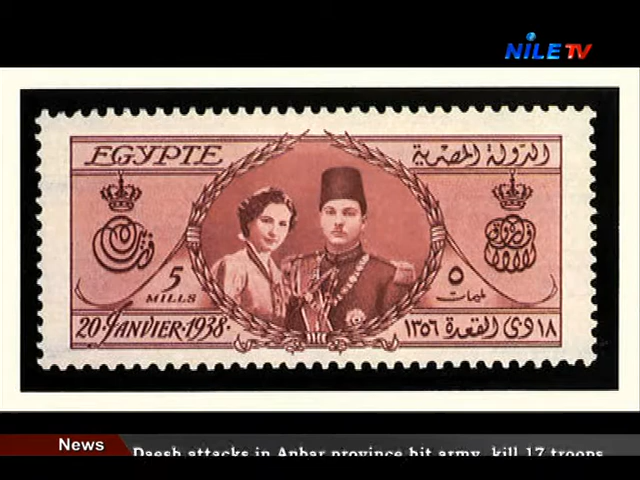 NILE TV
EGYPTE
الدولة المصرية
5
MILLS
٥
مليمات
20·JANVIER·1938·
١٨ ذى القعدة ١٣٥٦
News
Daesh attacks in Anbar province hit army, kill 17 troops